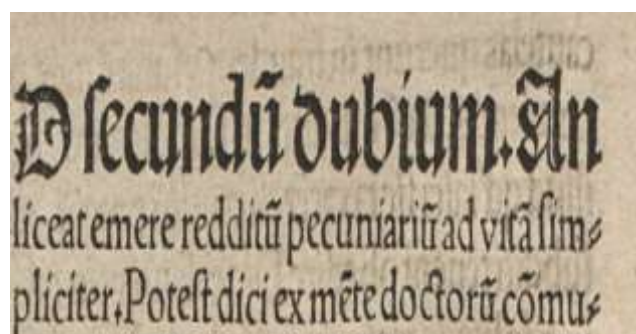 D ſecundū dubium. An
liceat emere redditū pecuniariū ad vitā ſim⸗
pliciter. Poteſt dici ex mēte doctorū cōmu⸗